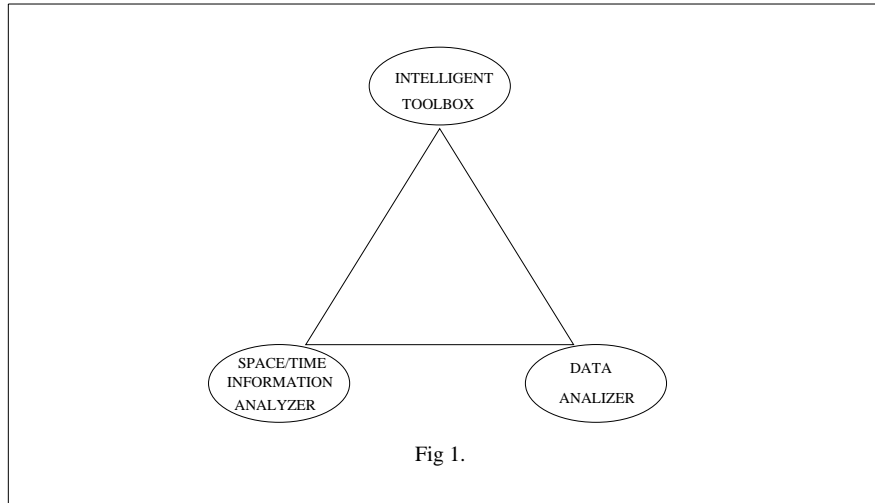 INTELLIGENT
TOOLBOX
SPACE/TIME
INFORMATION
ANALYZER
DATA
ANALIZER
Fig 1.